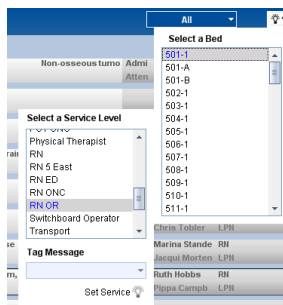 All
Select a Bed
501-1
501-A
501-B
502-1
503-1
504-1
505-1
506-1
507-1
508-1
509-1
510-1
511-1
Non-osseous tumo Admi
Atten
Select a Service Level
Physical Therapist
RN
RN 5 East
RN ED
RN ONC
RN OR
Switchboard Operator
Transport
Tag Message
Set Service
Chris Tobler LPN
Marina Stande RN
Jacqui Morten LPN
Ruth Hobbs RN
Pippa Campb LPN